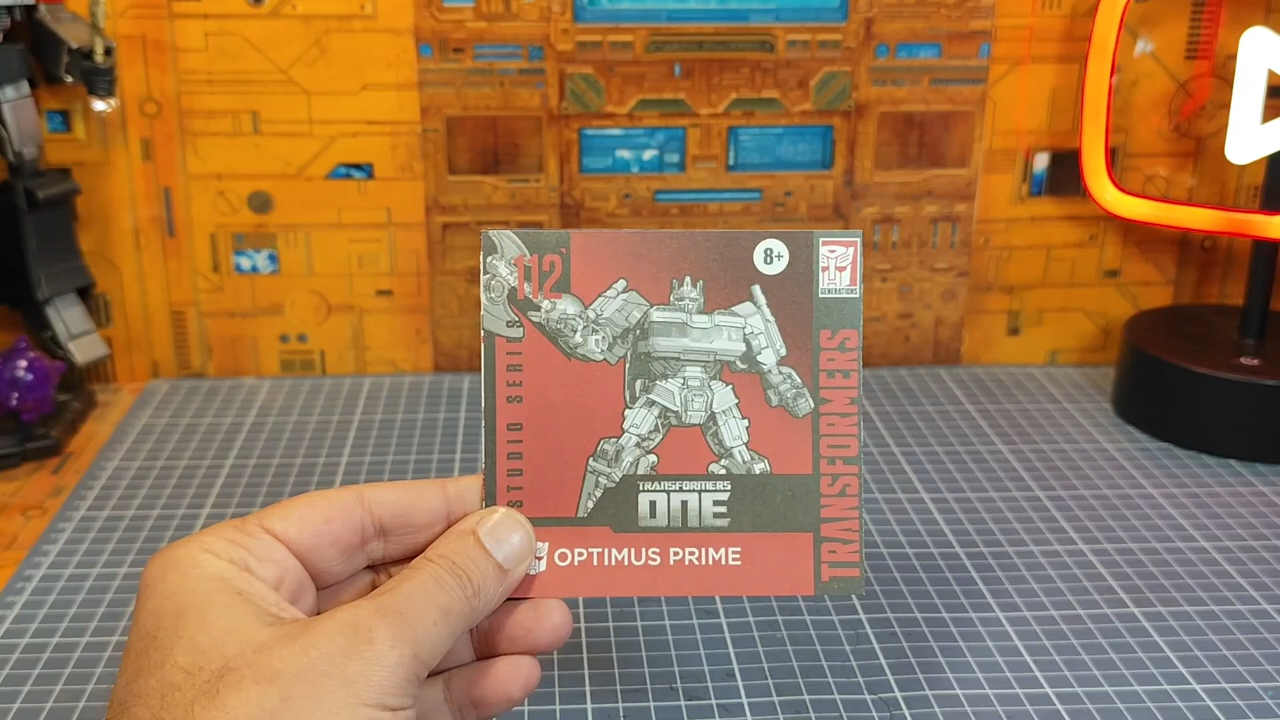 112
8+
GENERATIONS
STUDIO SERIES
TRANSFORMERS
TRANSFORMERS
ONE
OPTIMUS PRIME